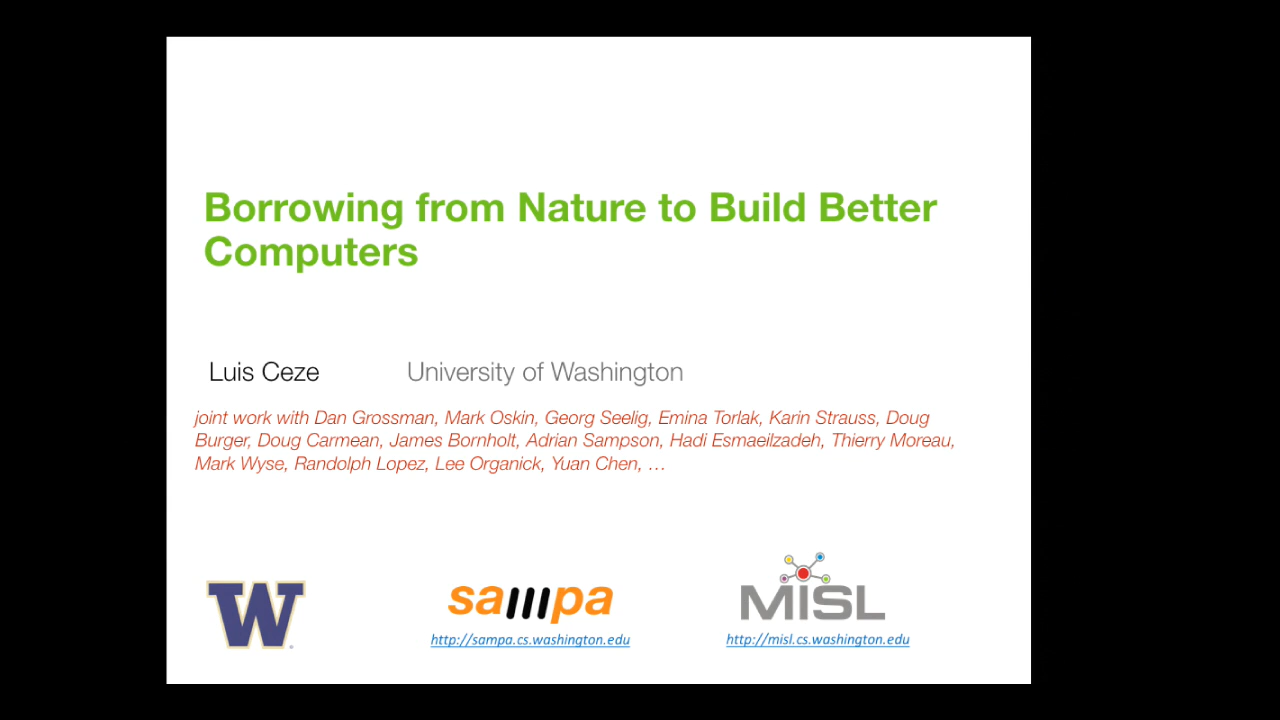 Borrowing from Nature to Build Better
Computers
Luis Ceze University of Washington
joint work with Dan Grossman, Mark Oskin, Georg Seelig, Emina Torlak, Karin Strauss, Doug
Burger, Doug Carmean, James Bornholt, Adrian Sampson, Hadi Esmaeilzadeh, Thierry Moreau,
Mark Wyse, Randolph Lopez, Lee Organick, Yuan Chen, …
W sampa MISL
http://sampa.cs.washington.edu http://misl.cs.washington.edu